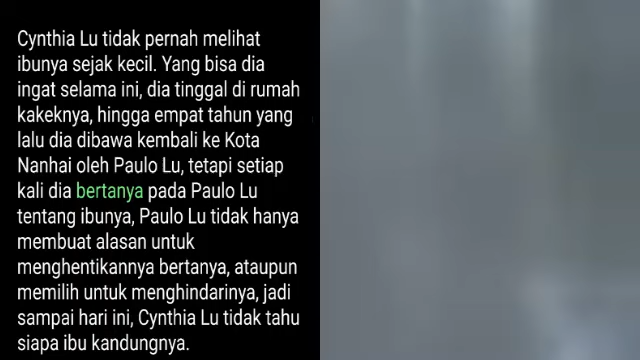 Cynthia Lu tidak pernah melihat
ibunya sejak kecil. Yang bisa dia
ingat selama ini, dia tinggal di rumah
kakeknya, hingga empat tahun yang
lalu dia dibawa kembali ke Kota
Nanhai oleh Paulo Lu, tetapi setiap
kali dia bertanya pada Paulo Lu
tentang ibunya, Paulo Lu tidak hanya
membuat alasan untuk
menghentikannya bertanya, ataupun
memilih untuk menghindarinya, jadi
sampai hari ini, Cynthia Lu tidak tahu
siapa ibu kandungnya.